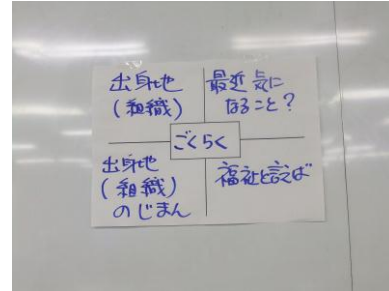 出身地
(組織)
最近気に
なること?
ごくらく
出身地
(組織)
のじまん
福祉と言えば